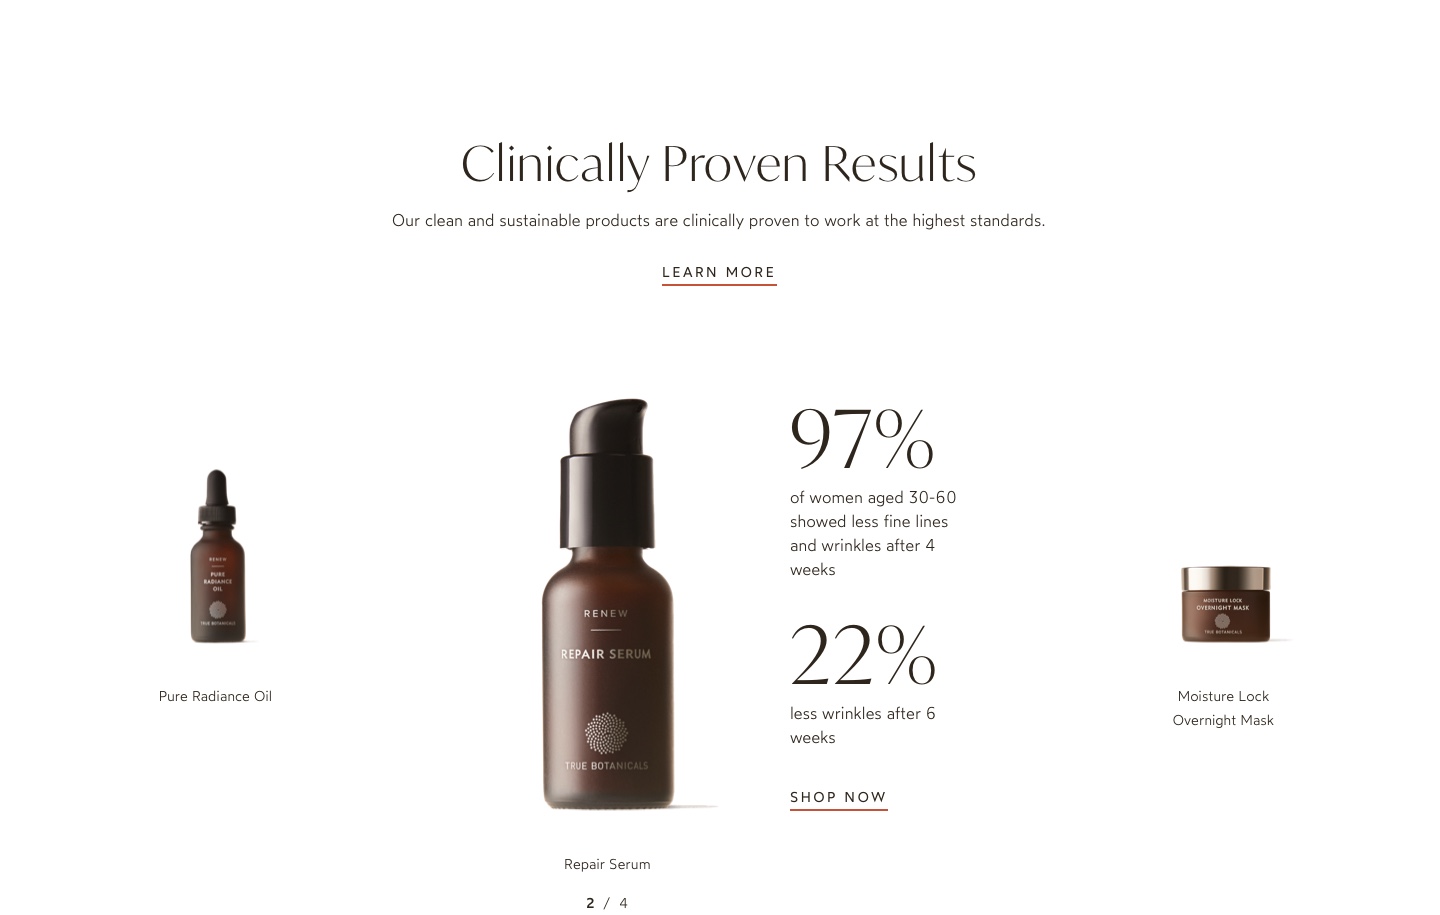 Clinically Proven Results
Our clean and sustainable products are clinically proven to work at the highest standards.
LEARN MORE
RENEW
PURE
RADIANCE
OIL
TRUE BOTANICALS
Pure Radiance Oil
RENEW
REPAIR SERUM
TRUE BOTANICALS
Repair Serum
2 / 4
97%
of women aged 30-60
showed less fine lines
and wrinkles after 4
weeks
22%
less wrinkles after 6
weeks
SHOP NOW
MOISTURE LOCK
OVERNIGHT MASK
TRUE BOTANICALS
Moisture Lock
Overnight Mask